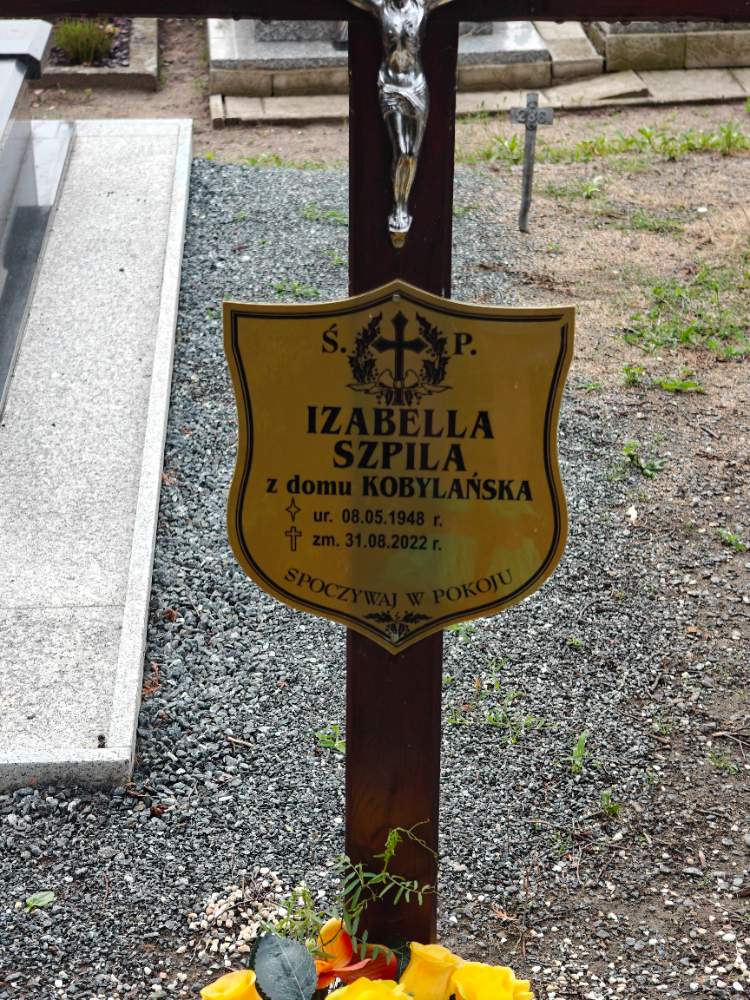 Ś. P.
IZABELLA
SZPILA
z domu KOBYLAŃSKA
ur. 08.05.1948 r.
zm. 31.08.2022 r.
SPOCZYWAJ W POKOJU